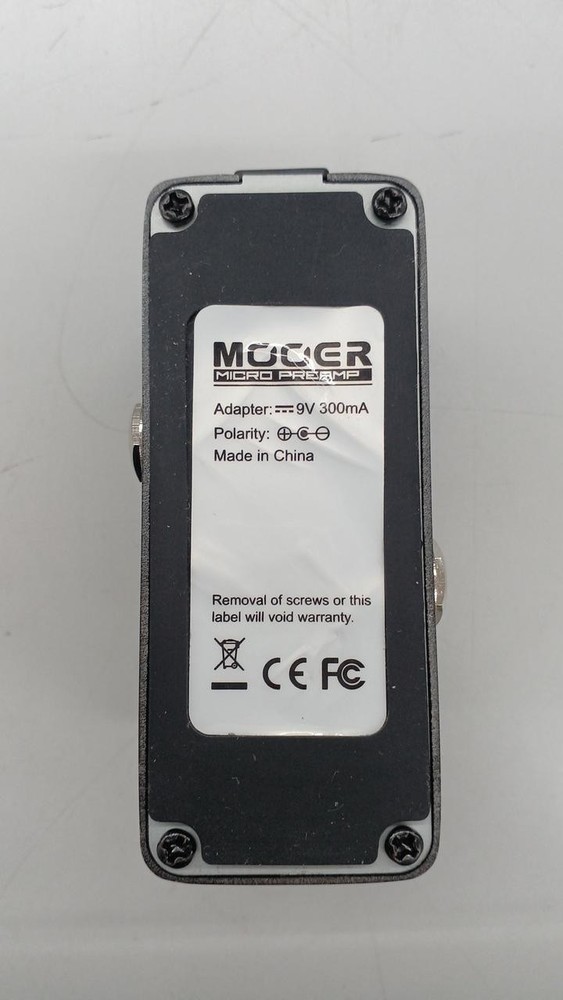 MOOER
MICRO PREAMP
Adapter: ⎓ 9V 300mA
Polarity: ⊕-C-⊖
Made in China
Removal of screws or this
label will void warranty.
CE FC